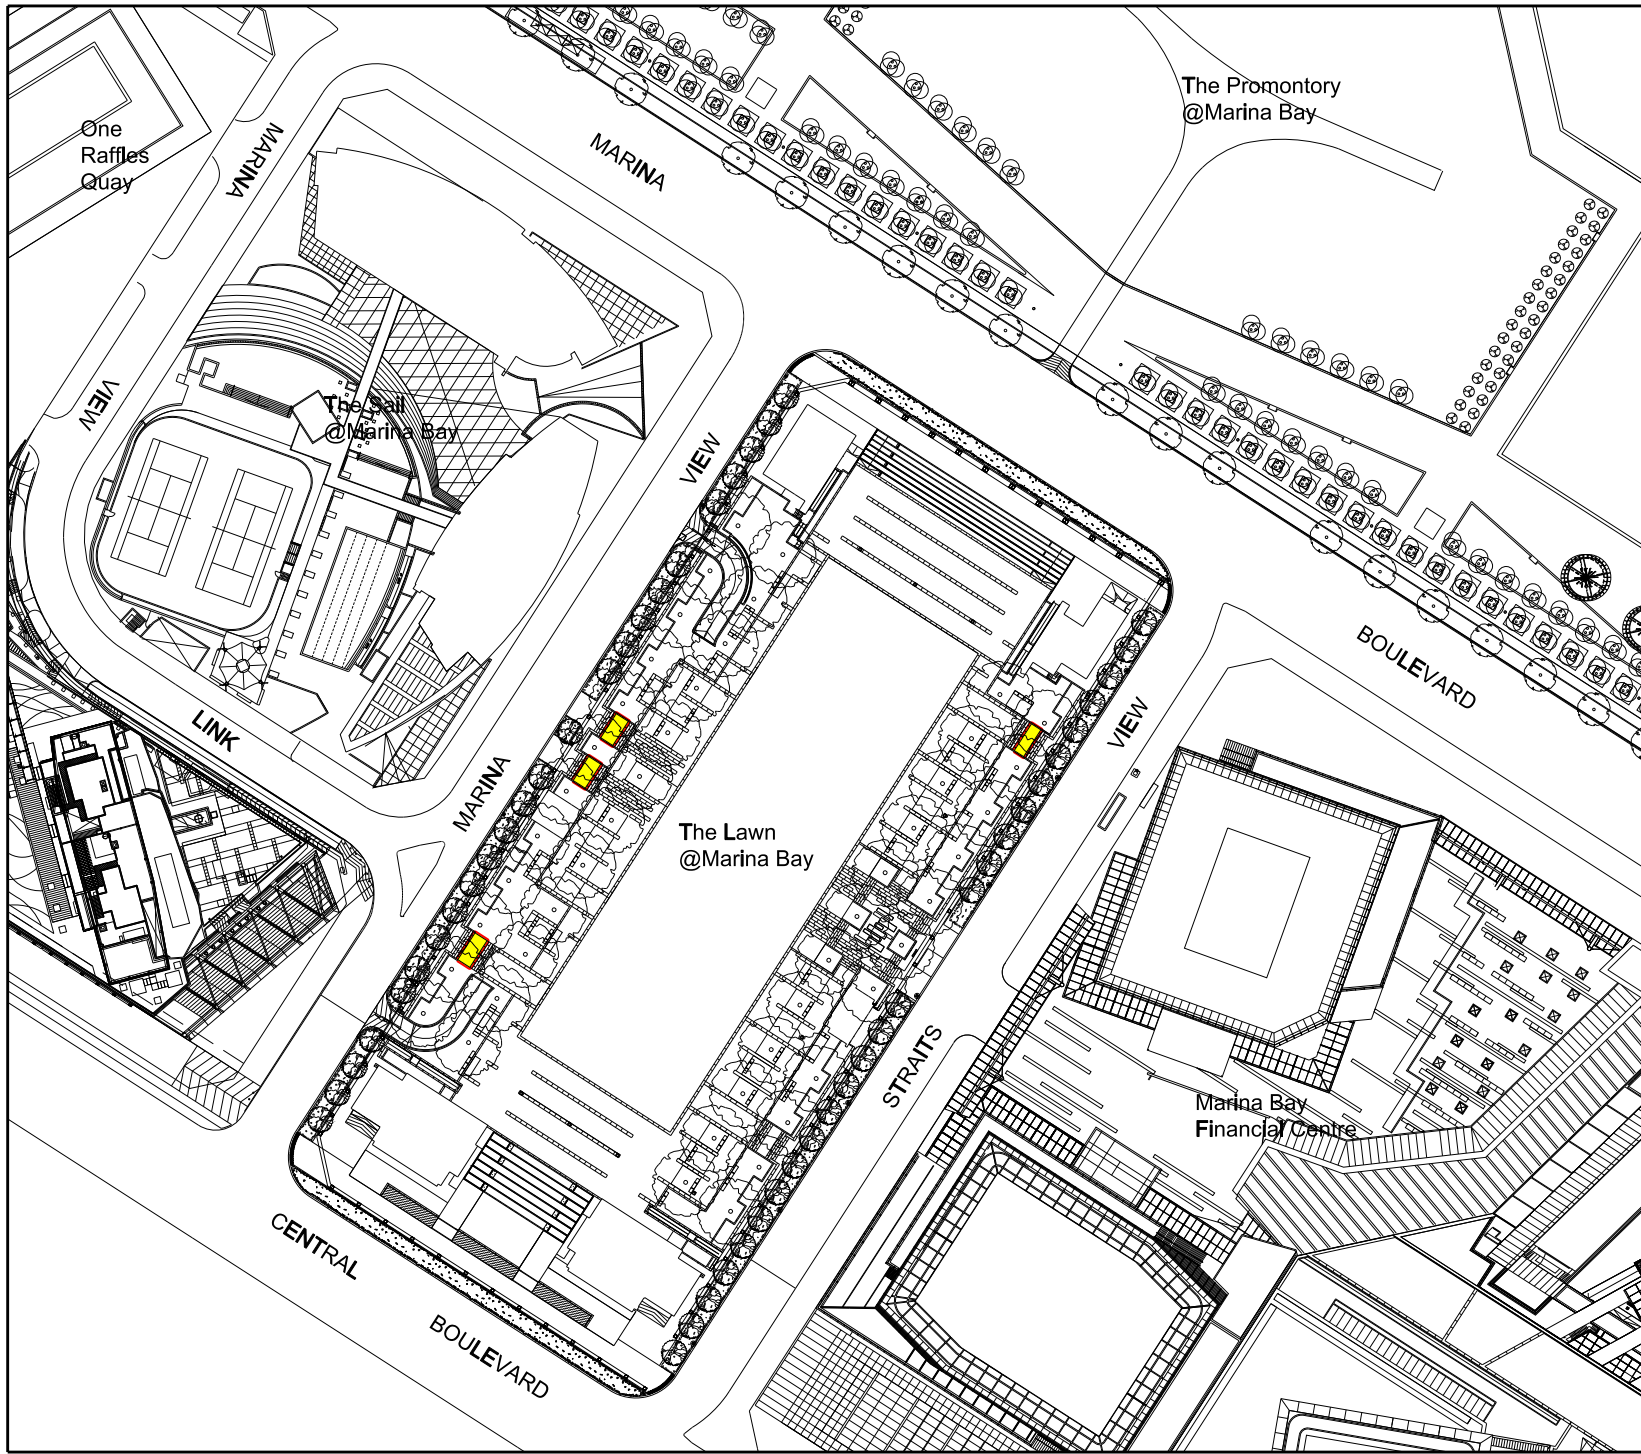 The Promontory
@Marina Bay
One
Raffles
Quay
MARINA
MARINA
VIEW
The Sail
@Marina Bay
VIEW
BOULEVARD
VIEW
LINK
MARINA
The Lawn
@Marina Bay
STRAITS
Marina Bay
Financial Centre
CENTRAL
BOULEVARD